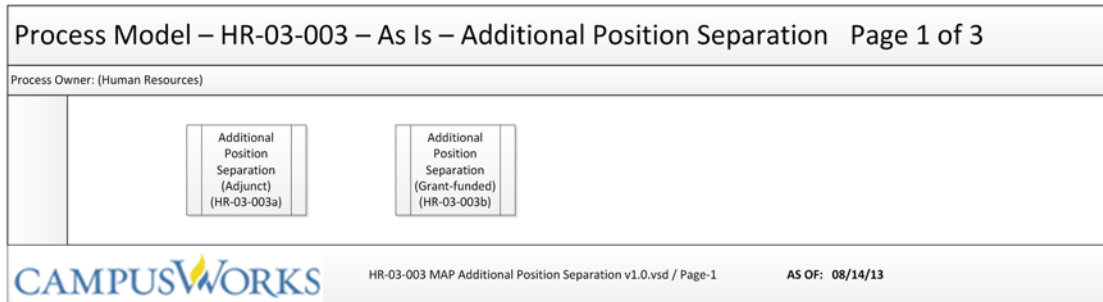 Process Model – HR-03-003 – As Is – Additional Position Separation Page 1 of 3
Process Owner: (Human Resources)
Additional
Position
Separation
(Adjunct)
(HR-03-003a)
Additional
Position
Separation
(Grant-funded)
(HR-03-003b)
CAMPUSWORKS
HR-03-003 MAP Additional Position Separation v1.0.vsd / Page-1
AS OF: 08/14/13